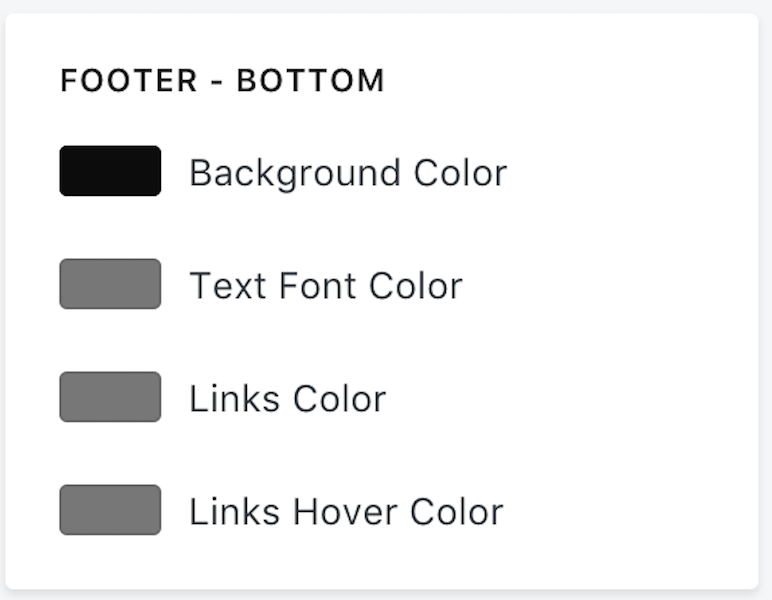 FOOTER - BOTTOM
Background Color
Text Font Color
Links Color
Links Hover Color